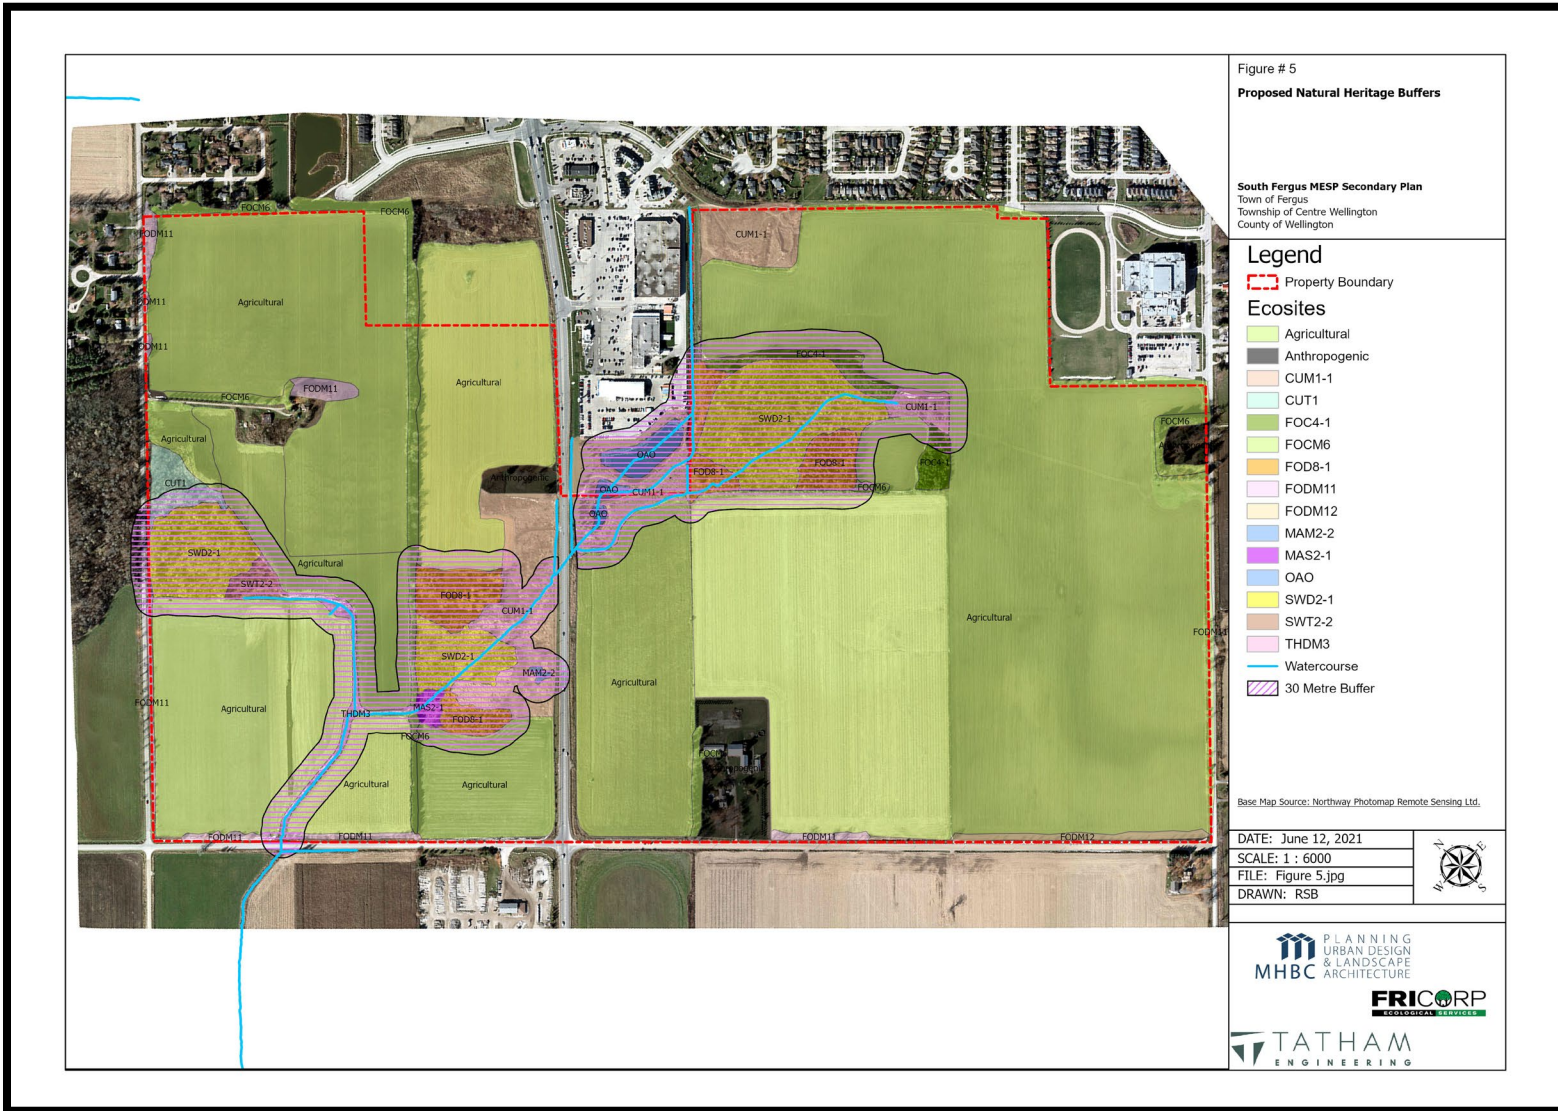 Figure # 5
Proposed Natural Heritage Buffers
South Fergus MESP Secondary Plan
Town of Fergus
Township of Centre Wellington
County of Wellington
Legend
Property Boundary
Ecosites
Agricultural
Anthropogenic
CUM1-1
CUT1
FOC4-1
FOCM6
FOD8-1
FODM11
FODM12
MAM2-2
MAS2-1
OAO
SWD2-1
SWT2-2
THDM3
Watercourse
30 Metre Buffer
Base Map Source: Northway Photomap Remote Sensing Ltd.
DATE: June 12, 2021
SCALE: 1 : 6000
FILE: Figure 5.jpg
DRAWN: RSB
N
E
W
S
PLANNING
URBAN DESIGN
& LANDSCAPE
MHBC ARCHITECTURE
FRICORP
ECOLOGICAL SERVICES
TATHAM
ENGINEERING
FOCM6
FOCM6
FODM11
CUM1-1
FODM11
Agricultural
FODM11
FOC4-1
Agricultural
FODM11
FOCM6
CUM1-1
SWD2-1
FOCM6
Agricultural
OAO
FOD8-1
FOD8-1
FOC4-1
CUT1
Anthropogenic
OAO
CUM1-1
FOCM6
OAO
SWD2-1
Agricultural
SWT2-2
FOD8-1
CUM1-1
Agricultural
FODM11
SWD2-1
MAM2-2
Agricultural
FODM11
Agricultural
THDM3
MAS2-1
FOD8-1
FOCM6
Agricultural
Agricultural
FODM11
FODM11
FODM11
FODM12